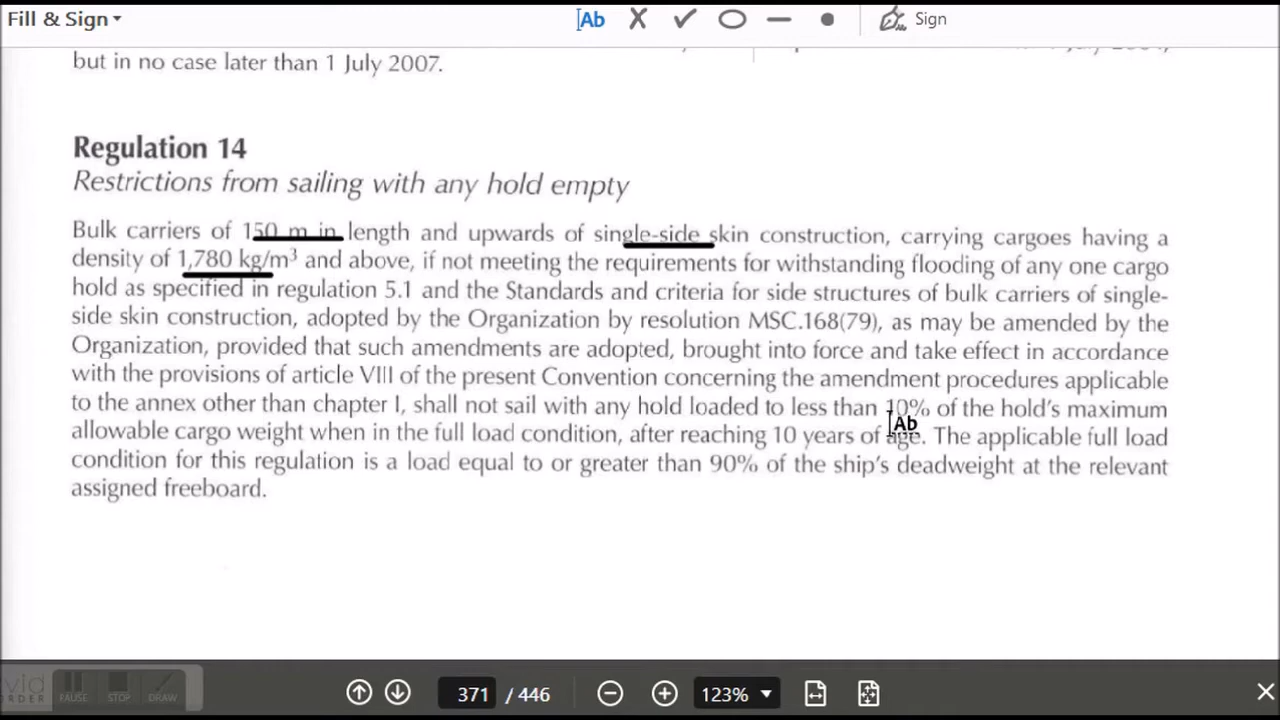 Fill & Sign
Ab
Sign
but in no case later than 1 July 2007.
Regulation 14
Restrictions from sailing with any hold empty
Bulk carriers of 150 m in length and upwards of single-side skin construction, carrying cargoes having a
density of 1,780 kg/m³ and above, if not meeting the requirements for withstanding flooding of any one cargo
hold as specified in regulation 5.1 and the Standards and criteria for side structures of bulk carriers of single-
side skin construction, adopted by the Organization by resolution MSC.168(79), as may be amended by the
Organization, provided that such amendments are adopted, brought into force and take effect in accordance
with the provisions of article VIII of the present Convention concerning the amendment procedures applicable
to the annex other than chapter I, shall not sail with any hold loaded to less than 10% of the hold's maximum
Ab
allowable cargo weight when in the full load condition, after reaching 10 years of age. The applicable full load
condition for this regulation is a load equal to or greater than 90% of the ship's deadweight at the relevant
assigned freeboard.
PAUSE STOP DRAW
371 / 446 123%